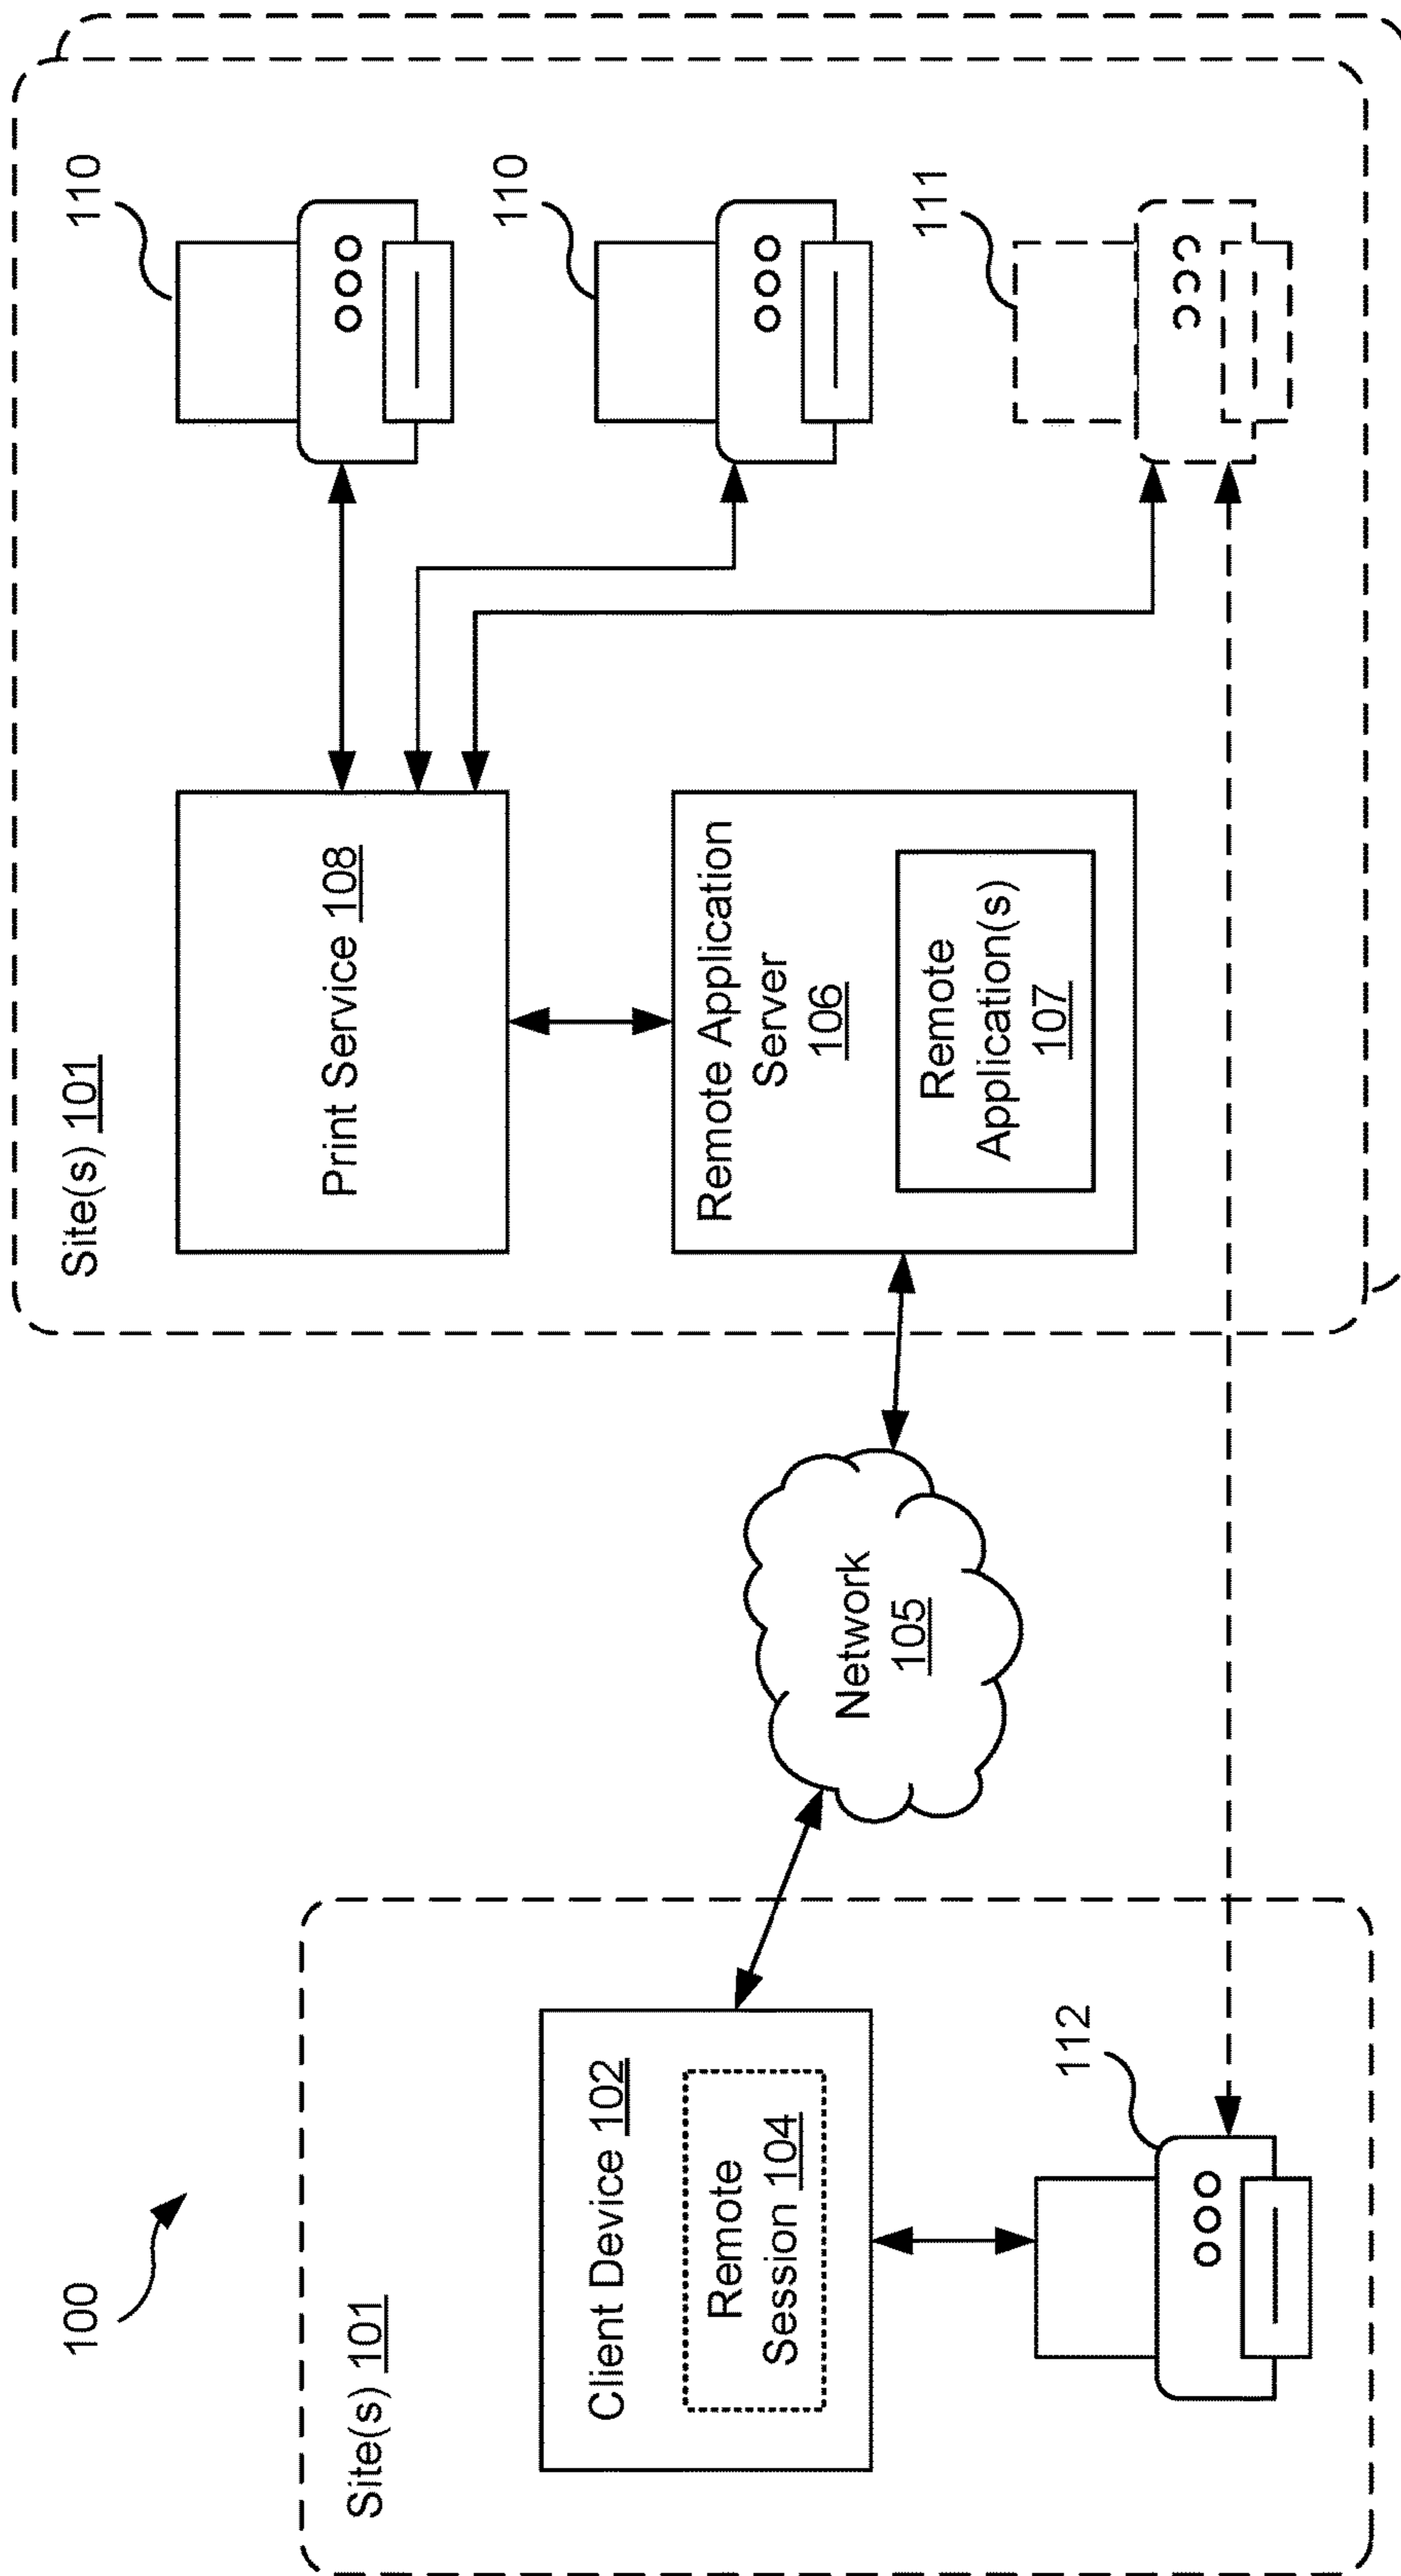 100
Site(s) 101
Client Device 102
Remote
Session 104
112
Network
105
Site(s) 101
Print Service 108
Remote Application
Server
106
Remote
Application(s)
107
110
110
111